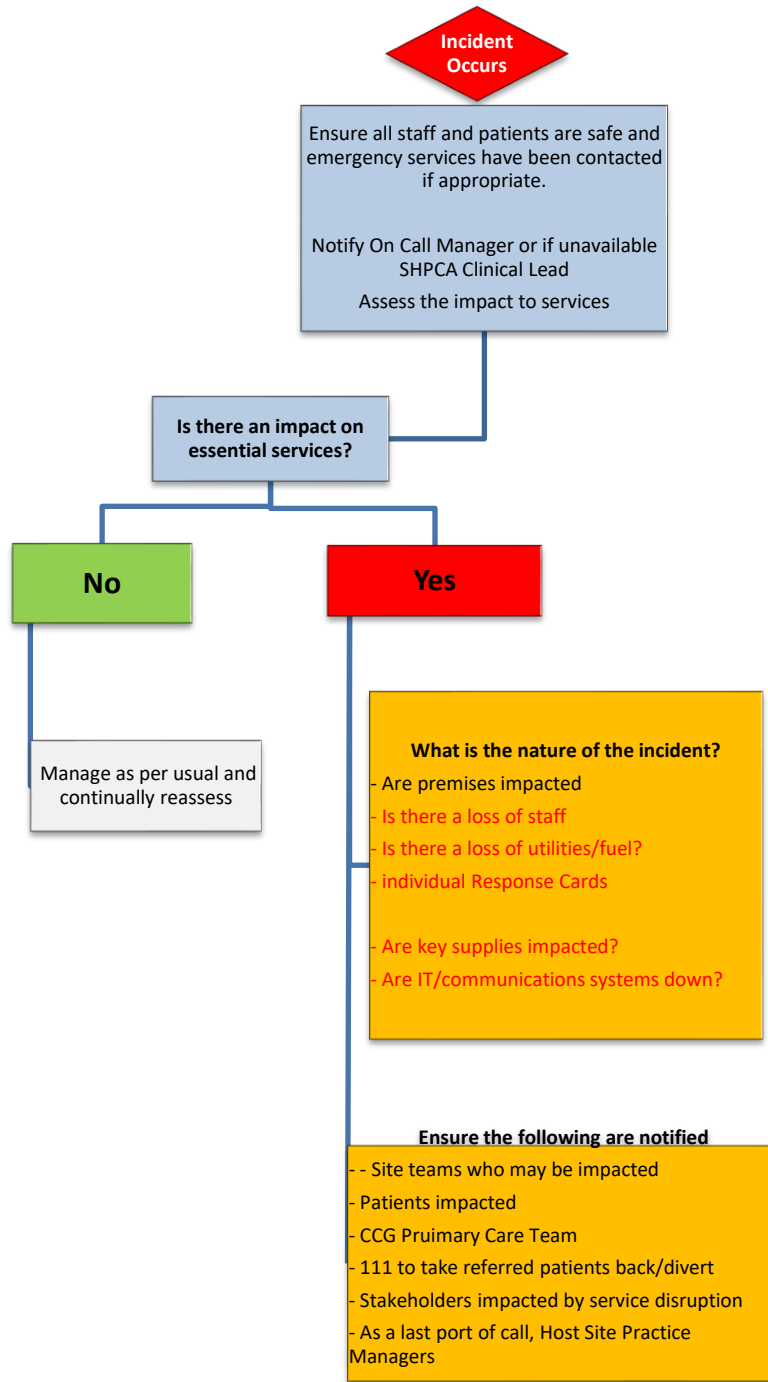 Incident
Occurs
Ensure all staff and patients are safe and
emergency services have been contacted
if appropriate.
Notify On Call Manager or if unavailable
SHPCA Clinical Lead
Assess the impact to services
Is there an impact on
essential services?
No
Yes
Manage as per usual and
continually reassess
What is the nature of the incident?
- Are premises impacted
- Is there a loss of staff
- Is there a loss of utilities/fuel?
- individual Response Cards
- Are key supplies impacted?
- Are IT/communications systems down?
Ensure the following are notified
- - Site teams who may be impacted
- Patients impacted
- CCG Pruimary Care Team
- 111 to take referred patients back/divert
- Stakeholders impacted by service disruption
- As a last port of call, Host Site Practice
Managers